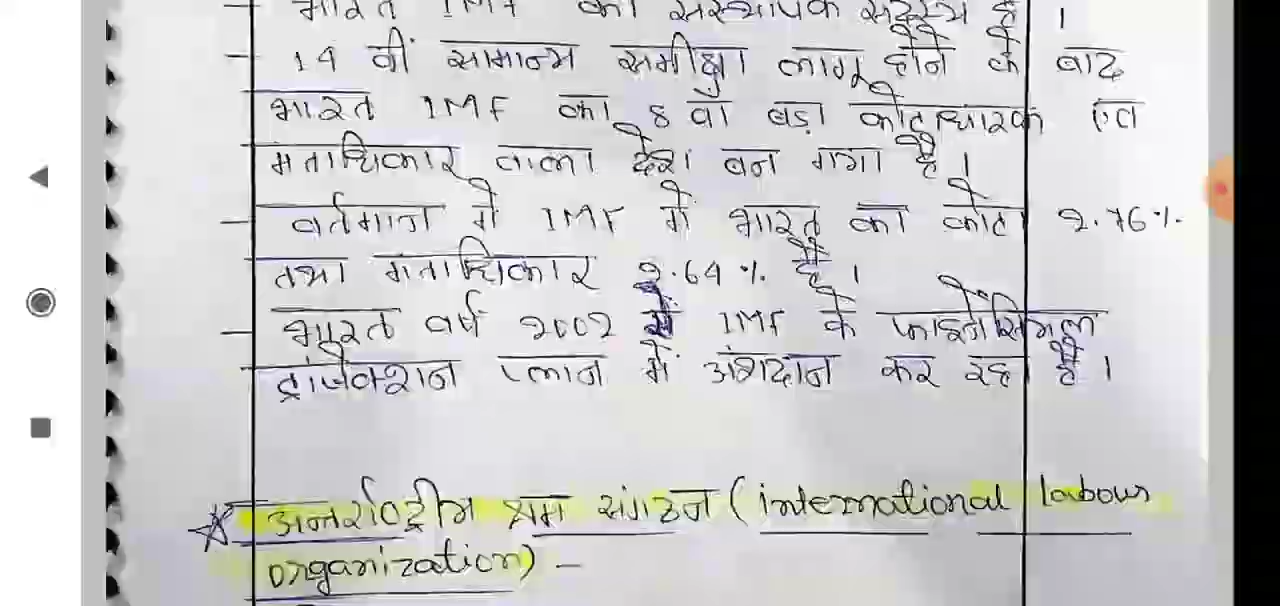 भारत IMF का संस्थापक सदस्य है ।
– 14 वीं सामान्य समीक्षा लागू होने के बाद
भारत IMF का 8 वां बड़ा कोटाधारक एवं
मताधिकार वाला देश बन गया है ।
– वर्तमान में IMF में भारत का कोटा 2.76%
तथा मताधिकार 2.64 % है ।
– भारत वर्ष 2002 से IMF के फाइनेंसियल
ट्रांजेक्शन प्लान में अंशदान कर रहा है ।
☆ अन्तर्राष्ट्रीय श्रम संगठन (international labour
organization) –